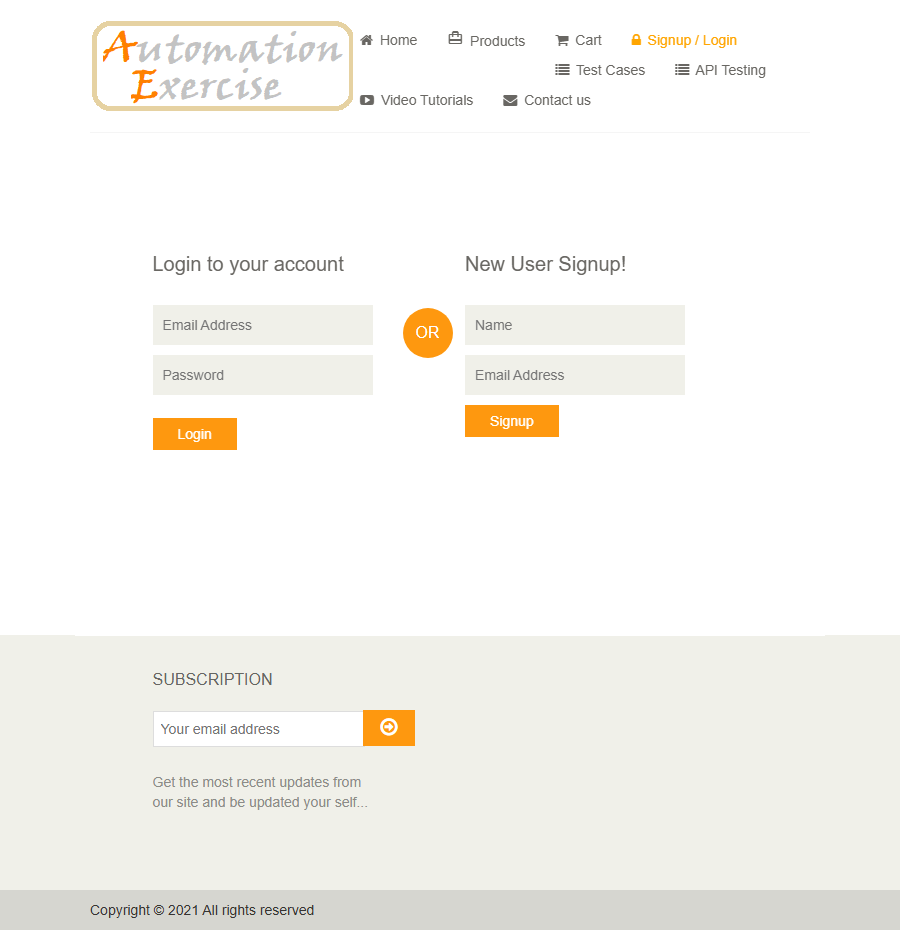 Automation
Exercise
Home Products Cart Signup / Login
Test Cases API Testing
Video Tutorials Contact us
Login to your account
Email Address
Password
Login
OR
New User Signup!
Name
Email Address
Signup
SUBSCRIPTION
Your email address
Get the most recent updates from
our site and be updated your self...
Copyright © 2021 All rights reserved